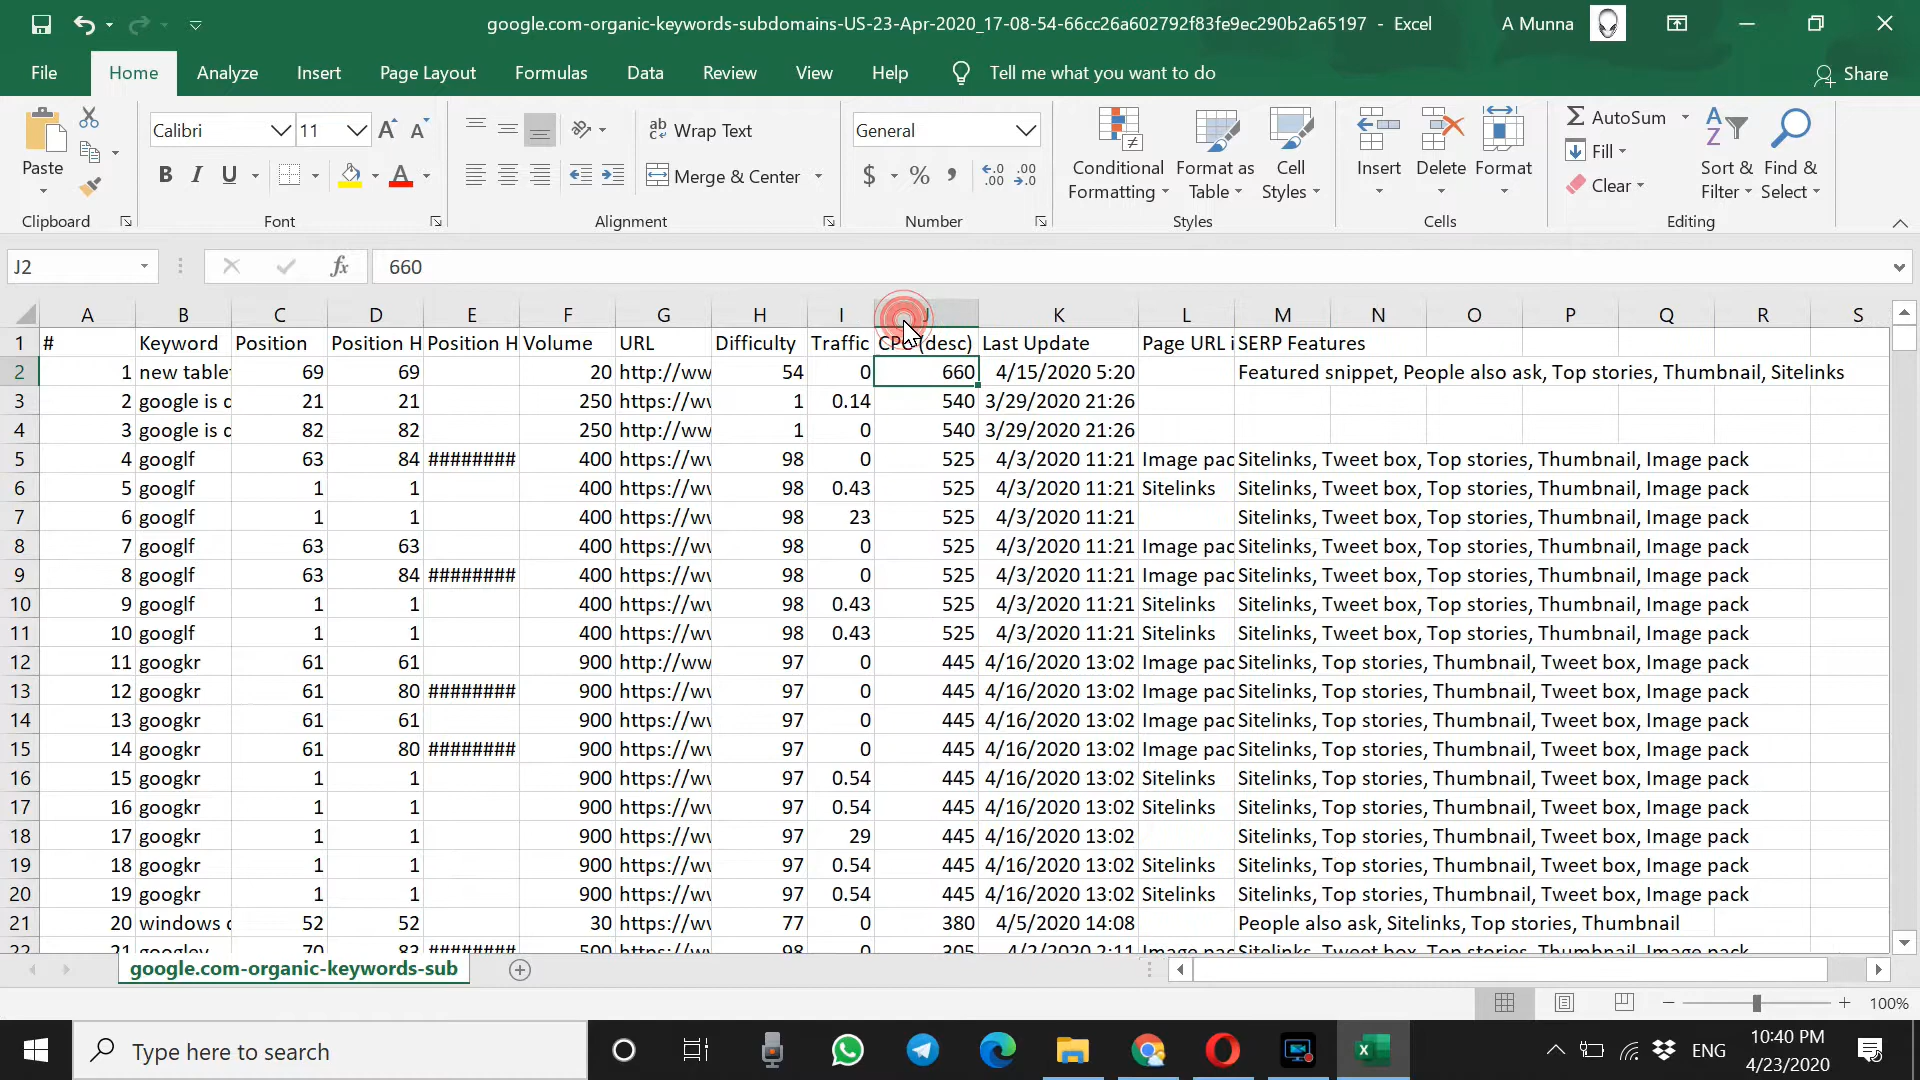 google.com-organic-keywords-subdomains-US-23-Apr-2020_17-08-54-66cc26a602792f83fe9ec290b2a65197 - Excel A Munna
File Home Analyze Insert Page Layout Formulas Data Review View Help Tell me what you want to do Share
Calibri 11 Wrap Text General AutoSum
Paste B I U Merge & Center $ % Conditional Formatting Format as Table Cell Styles Insert Delete Format Fill Clear Sort & Filter Find & Select
Clipboard Font Alignment Number Styles Cells Editing
J2 fx 660
A B C D E F G H I J K L M N O P Q R S
1 # Keyword Position Position H Position H Volume URL Difficulty Traffic (desc) Last Update Page URL i SERP Features
2 1 new table 69 69 20 http://ww 54 0 660 4/15/2020 5:20 Featured snippet, People also ask, Top stories, Thumbnail, Sitelinks
3 2 google is c 21 21 250 https://ww 1 0.14 540 3/29/2020 21:26
4 3 google is c 82 82 250 http://ww 1 0 540 3/29/2020 21:26
5 4 googlf 63 84 ######## 400 https://ww 98 0 525 4/3/2020 11:21 Image pac Sitelinks, Tweet box, Top stories, Thumbnail, Image pack
6 5 googlf 1 1 400 https://ww 98 0.43 525 4/3/2020 11:21 Sitelinks Sitelinks, Tweet box, Top stories, Thumbnail, Image pack
7 6 googlf 1 1 400 https://ww 98 23 525 4/3/2020 11:21 Sitelinks, Tweet box, Top stories, Thumbnail, Image pack
8 7 googlf 63 63 400 https://ww 98 0 525 4/3/2020 11:21 Image pac Sitelinks, Tweet box, Top stories, Thumbnail, Image pack
9 8 googlf 63 84 ######## 400 https://ww 98 0 525 4/3/2020 11:21 Image pac Sitelinks, Tweet box, Top stories, Thumbnail, Image pack
10 9 googlf 1 1 400 https://ww 98 0.43 525 4/3/2020 11:21 Sitelinks Sitelinks, Tweet box, Top stories, Thumbnail, Image pack
11 10 googlf 1 1 400 https://ww 98 0.43 525 4/3/2020 11:21 Sitelinks Sitelinks, Tweet box, Top stories, Thumbnail, Image pack
12 11 googkr 61 61 900 http://ww 97 0 445 4/16/2020 13:02 Image pac Sitelinks, Top stories, Thumbnail, Tweet box, Image pack
13 12 googkr 61 80 ######## 900 https://ww 97 0 445 4/16/2020 13:02 Image pac Sitelinks, Top stories, Thumbnail, Tweet box, Image pack
14 13 googkr 61 61 900 https://ww 97 0 445 4/16/2020 13:02 Image pac Sitelinks, Top stories, Thumbnail, Tweet box, Image pack
15 14 googkr 61 80 ######## 900 https://ww 97 0 445 4/16/2020 13:02 Image pac Sitelinks, Top stories, Thumbnail, Tweet box, Image pack
16 15 googkr 1 1 900 https://ww 97 0.54 445 4/16/2020 13:02 Sitelinks Sitelinks, Top stories, Thumbnail, Tweet box, Image pack
17 16 googkr 1 1 900 https://ww 97 0.54 445 4/16/2020 13:02 Sitelinks Sitelinks, Top stories, Thumbnail, Tweet box, Image pack
18 17 googkr 1 1 900 https://ww 97 29 445 4/16/2020 13:02 Sitelinks, Top stories, Thumbnail, Tweet box, Image pack
19 18 googkr 1 1 900 https://ww 97 0.54 445 4/16/2020 13:02 Sitelinks Sitelinks, Top stories, Thumbnail, Tweet box, Image pack
20 19 googkr 1 1 900 https://ww 97 0.54 445 4/16/2020 13:02 Sitelinks Sitelinks, Top stories, Thumbnail, Tweet box, Image pack
21 20 windows c 52 52 30 https://ww 77 0 380 4/5/2020 14:08 People also ask, Sitelinks, Top stories, Thumbnail
22 21 70 83 ######## 500 https://ww 98 0 305 4/2/2020 2:11 Image pac Sitelinks, Tweet box, Top stories, Thumbnail, Image pack
google.com-organic-keywords-sub
100%
Type here to search ENG 10:40 PM
4/23/2020